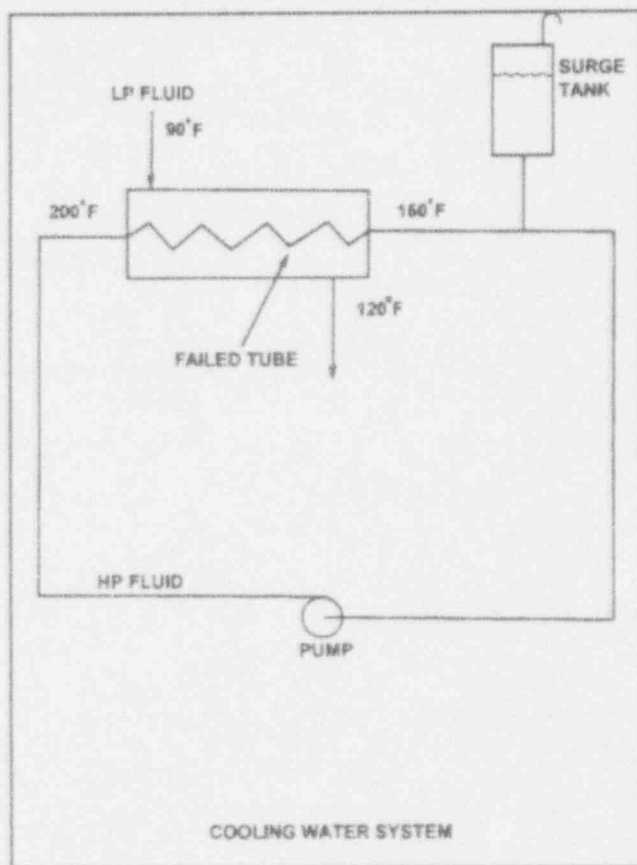 SURGE
TANK
LP FLUID
90°F
200°F
160°F
120°F
FAILED TUBE
HP FLUID
PUMP
COOLING WATER SYSTEM